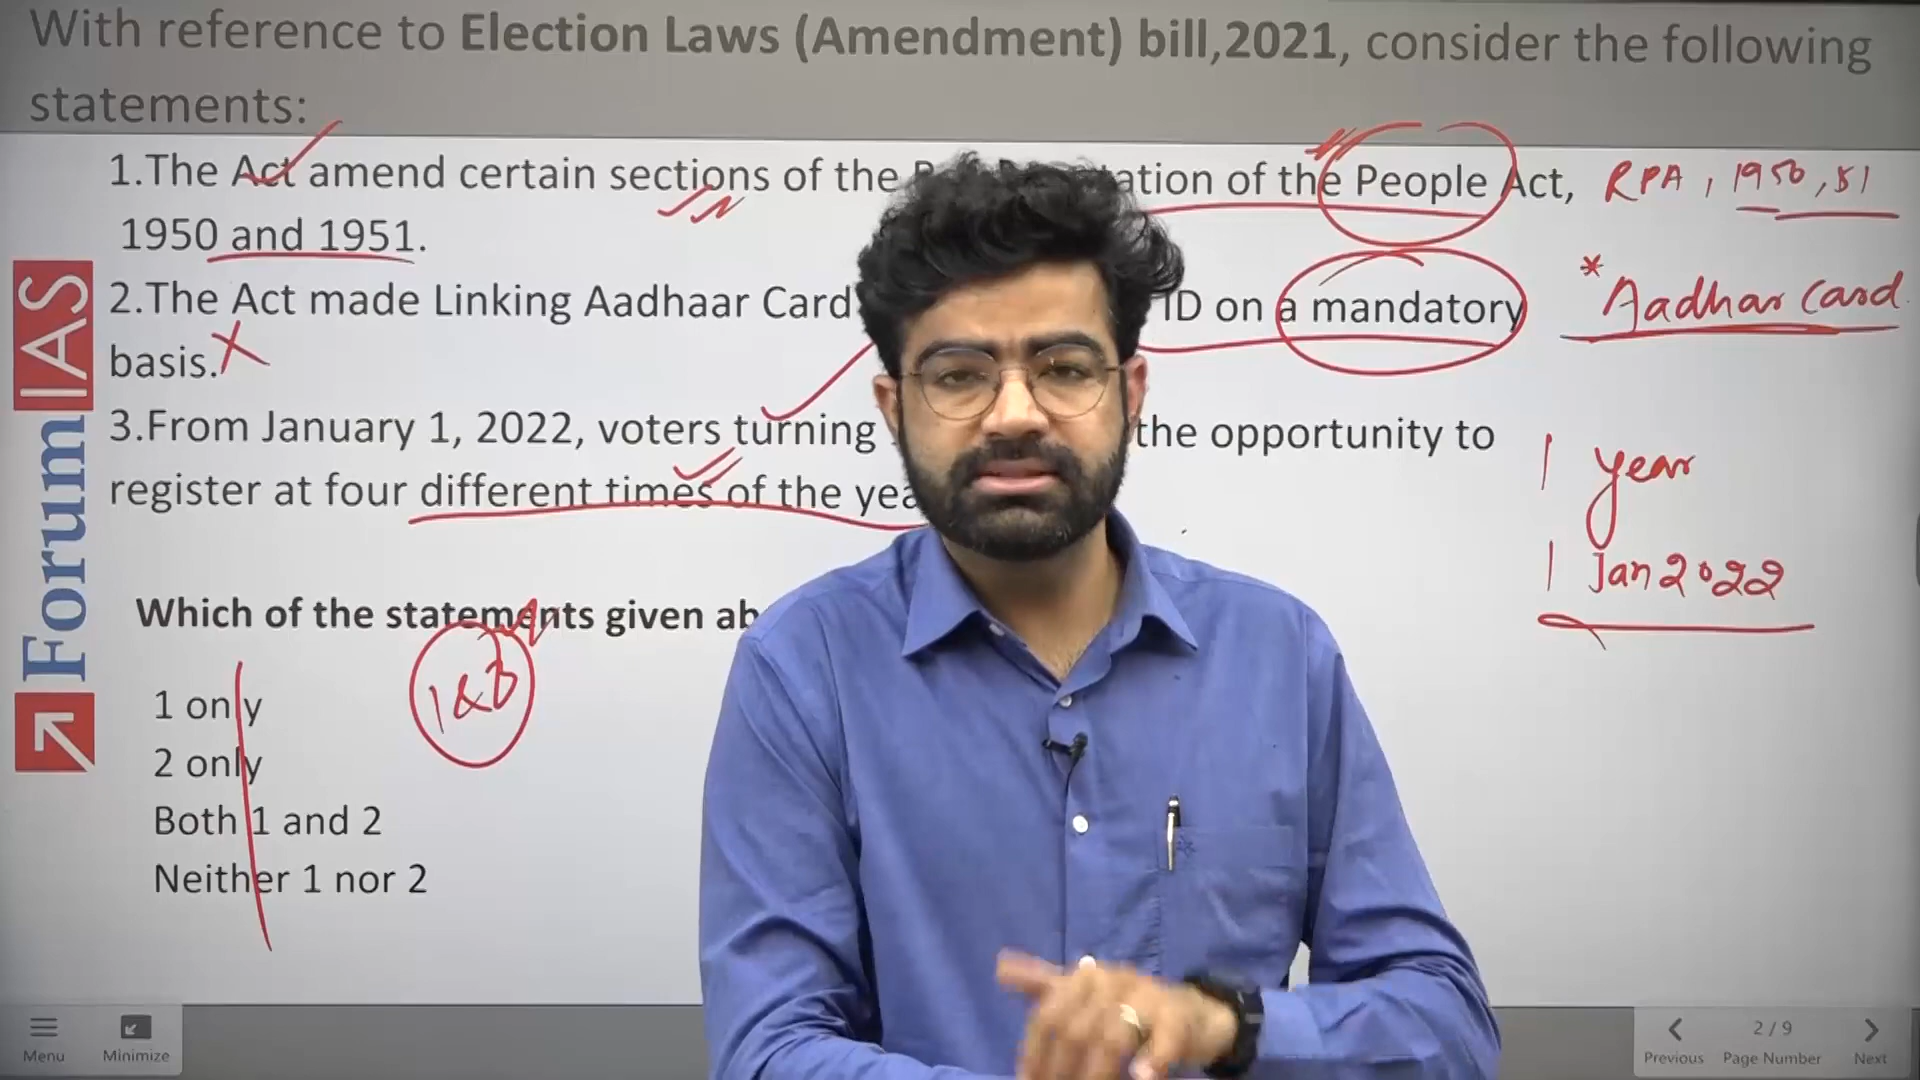 With reference to Election Laws (Amendment) bill,2021, consider the following
statements:
1.The Act amend certain sections of the ation of the People Act, RPA, 1950, 51
1950 and 1951.
2.The Act made Linking Aadhaar Card ID on a mandatory
* Aadhar Card
basis. X
3.From January 1, 2022, voters turning the opportunity to
1 year
register at four different times of the yea
1 Jan 2022
Which of the statements given ab
1 & 3
1 only
2 only
Both 1 and 2
Neither 1 nor 2
ForumIAS
Menu
Minimize
2 / 9
Previous Page Number Next